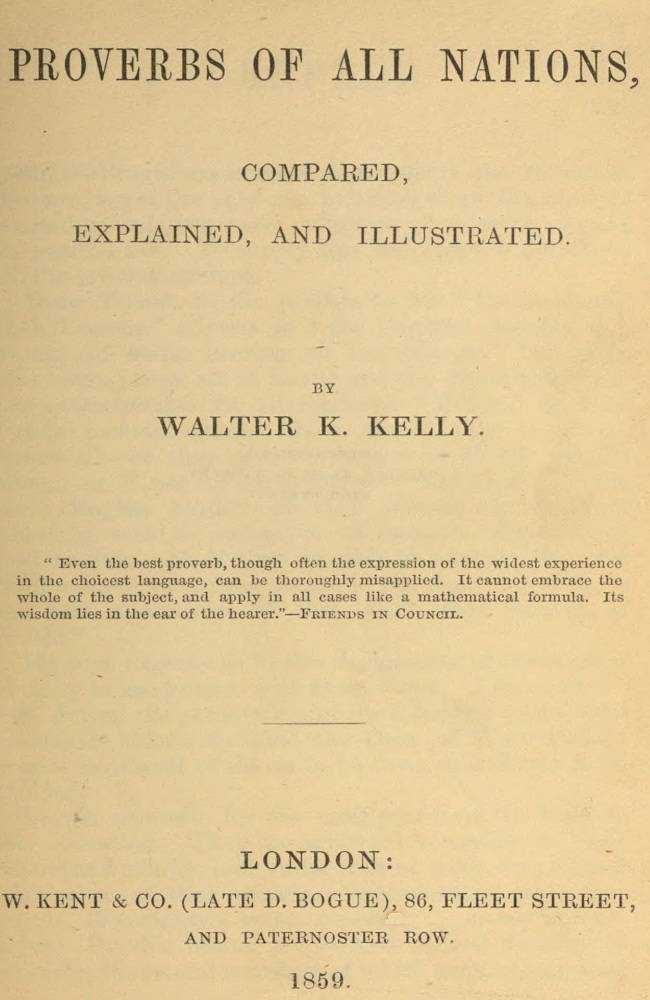 PROVERBS OF ALL NATIONS,
COMPARED,
EXPLAINED, AND ILLUSTRATED.
BY
WALTER K. KELLY.
"Even the best proverb, though often the expression of the widest experience
in the choicest language, can be thoroughly misapplied. It cannot embrace the
whole of the subject, and apply in all cases like a mathematical formula. Its
wisdom lies in the ear of the hearer."—FRIENDS IN COUNCIL.
LONDON:
W. KENT & CO. (LATE D. BOGUE), 86, FLEET STREET,
AND PATERNOSTER ROW.
1859.